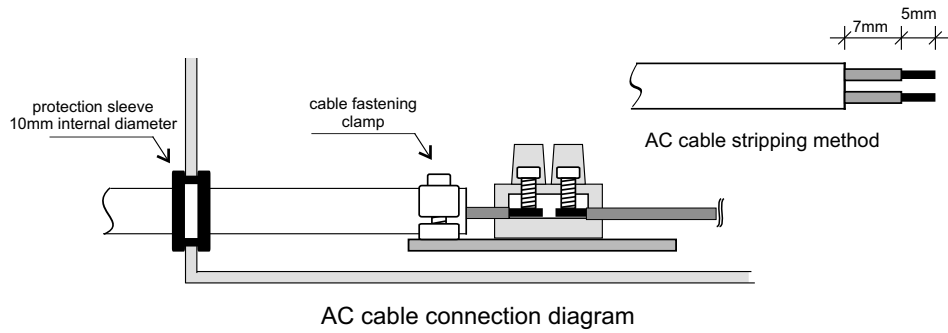 5mm
7mm
protection sleeve
10mm internal diameter
cable fastening
clamp
AC cable stripping method
AC cable connection diagram